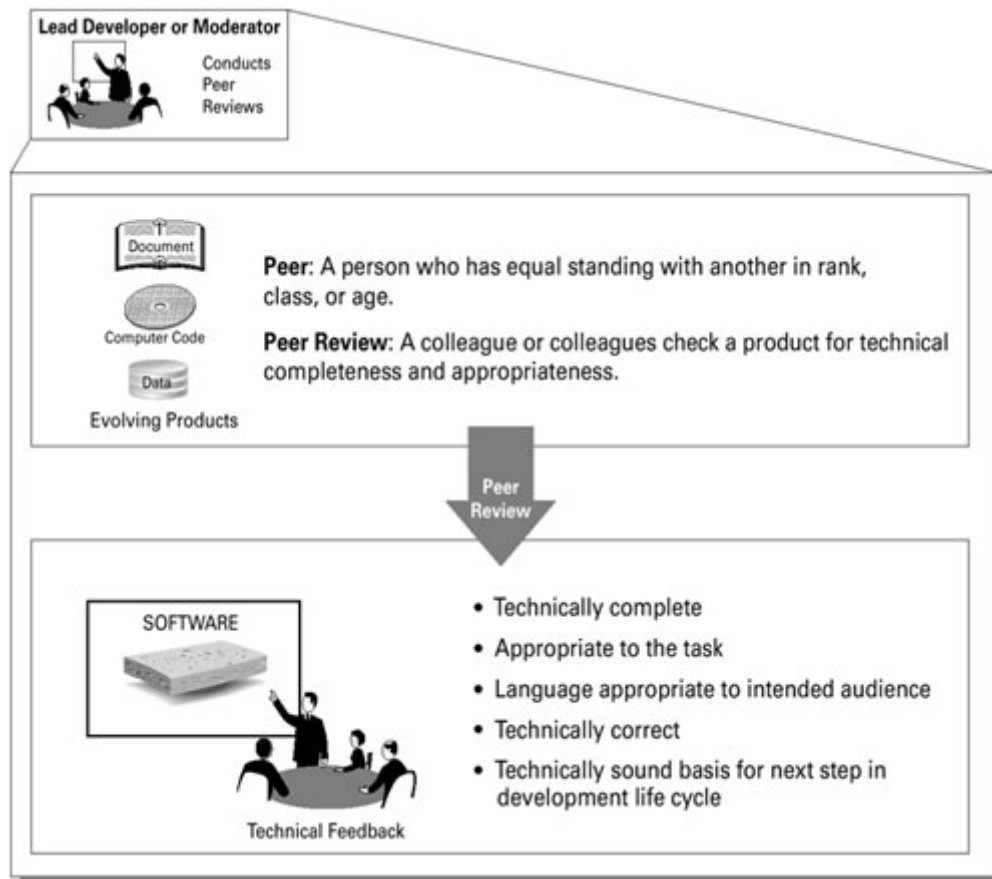 Lead Developer or Moderator
Conducts
Peer
Reviews
Document
Computer Code
Data
Evolving Products
Peer: A person who has equal standing with another in rank,
class, or age.
Peer Review: A colleague or colleagues check a product for technical
completeness and appropriateness.
Peer
Review
SOFTWARE
Technical Feedback
• Technically complete
• Appropriate to the task
• Language appropriate to intended audience
• Technically correct
• Technically sound basis for next step in
development life cycle